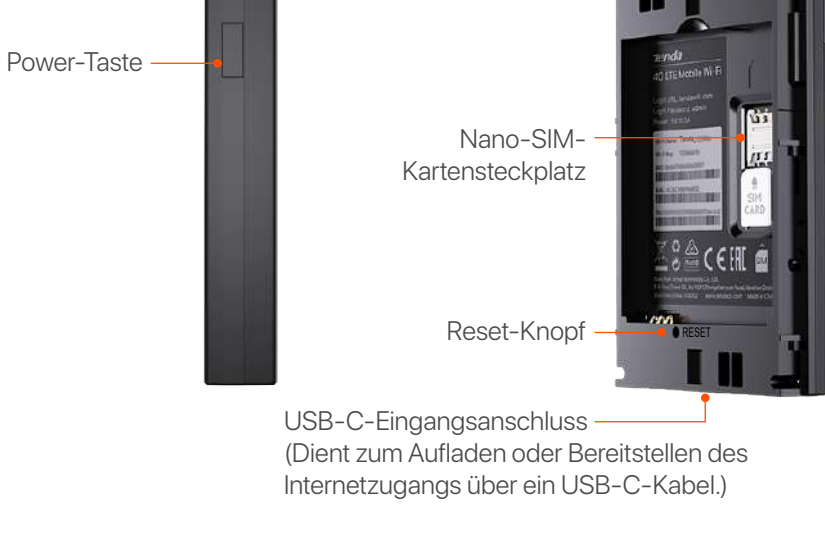 Power-Taste
Tenda
4G LTE Mobile Wi-Fi
Nano-SIM-
Kartensteckplatz
SIM
CARD
Reset-Knopf
RESET
USB-C-Eingangsanschluss
(Dient zum Aufladen oder Bereitstellen des
Internetzugangs über ein USB-C-Kabel.)